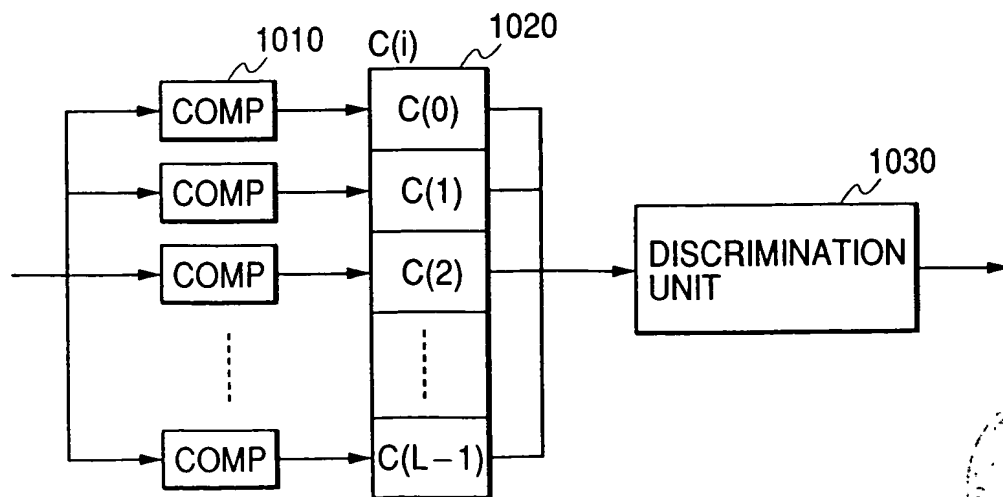 1010
C(i)
1020
COMP
C(0)
COMP
C(1)
1030
COMP
C(2)
DISCRIMINATION
UNIT
COMP
C(L-1)